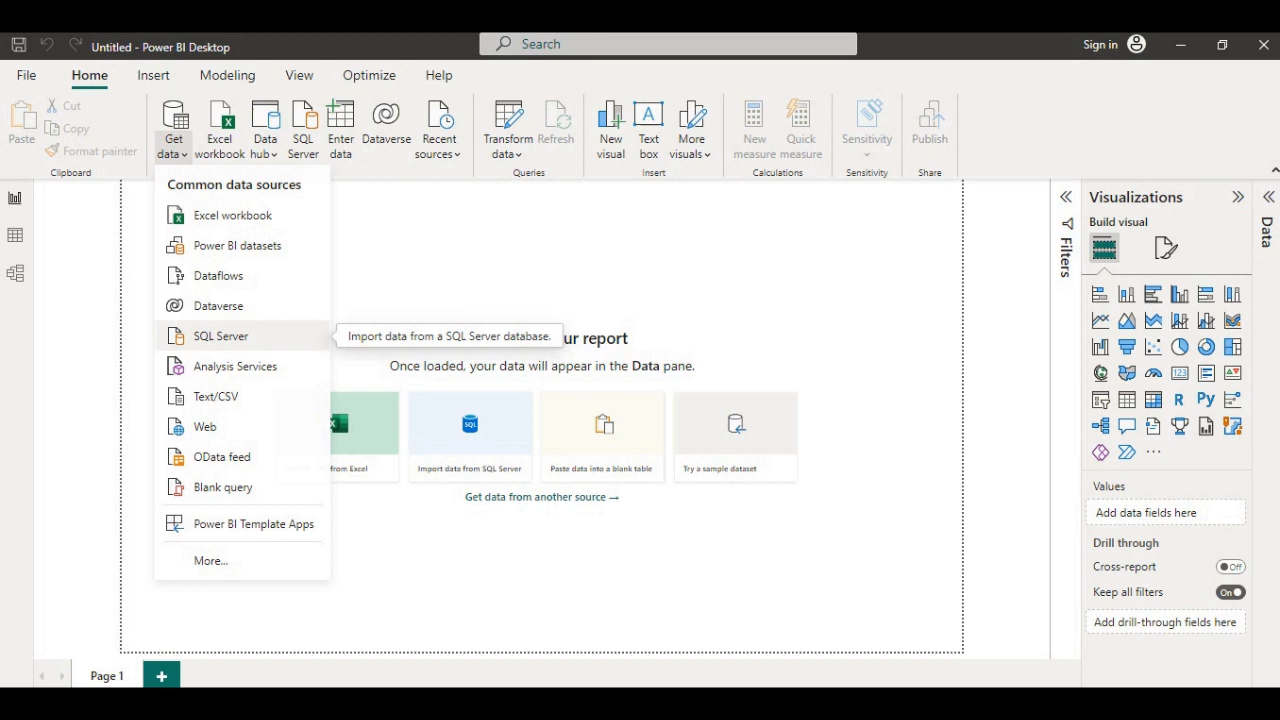 Untitled - Power BI Desktop
Search
Sign in
File
Home
Insert
Modeling
View
Optimize
Help
Paste
Cut
Copy
Format painter
Clipboard
Get
data
Excel
workbook
Data
hub
SQL
Server
Enter
data
Dataverse
Recent
sources
Transform
data
Refresh
Queries
New
visual
Text
box
More
visuals
Insert
New
measure
Quick
measure
Calculations
Sensitivity
Sensitivity
Publish
Share
Common data sources
Excel workbook
Power BI datasets
Dataflows
Dataverse
SQL Server
Analysis Services
Text/CSV
Web
OData feed
Blank query
Power BI Template Apps
More...
Import data from a SQL Server database.
ur report
Once loaded, your data will appear in the Data pane.
SQL
from Excel
Import data from SQL Server
Paste data into a blank table
Try a sample dataset
Get data from another source →
Filters
Visualizations
Build visual
123
R
Py
...
Values
Add data fields here
Drill through
Cross-report
Off
Keep all filters
On
Add drill-through fields here
Data
Page 1